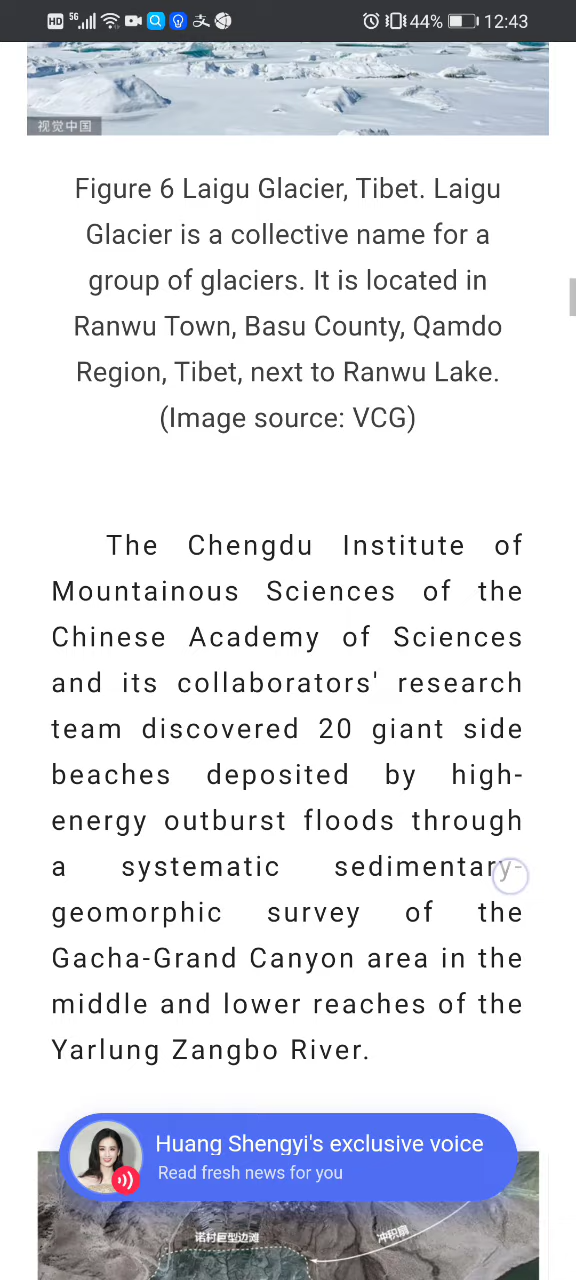 HD 5G 44% 12:43
视觉中国
Figure 6 Laigu Glacier, Tibet. Laigu
Glacier is a collective name for a
group of glaciers. It is located in
Ranwu Town, Basu County, Qamdo
Region, Tibet, next to Ranwu Lake.
(Image source: VCG)
The Chengdu Institute of
Mountainous Sciences of the
Chinese Academy of Sciences
and its collaborators' research
team discovered 20 giant side
beaches deposited by high-
energy outburst floods through
a systematic sedimentary-
geomorphic survey of the
Gacha-Grand Canyon area in the
middle and lower reaches of the
Yarlung Zangbo River.
Huang Shengyi's exclusive voice
Read fresh news for you
诺村巨型边滩
冲积扇